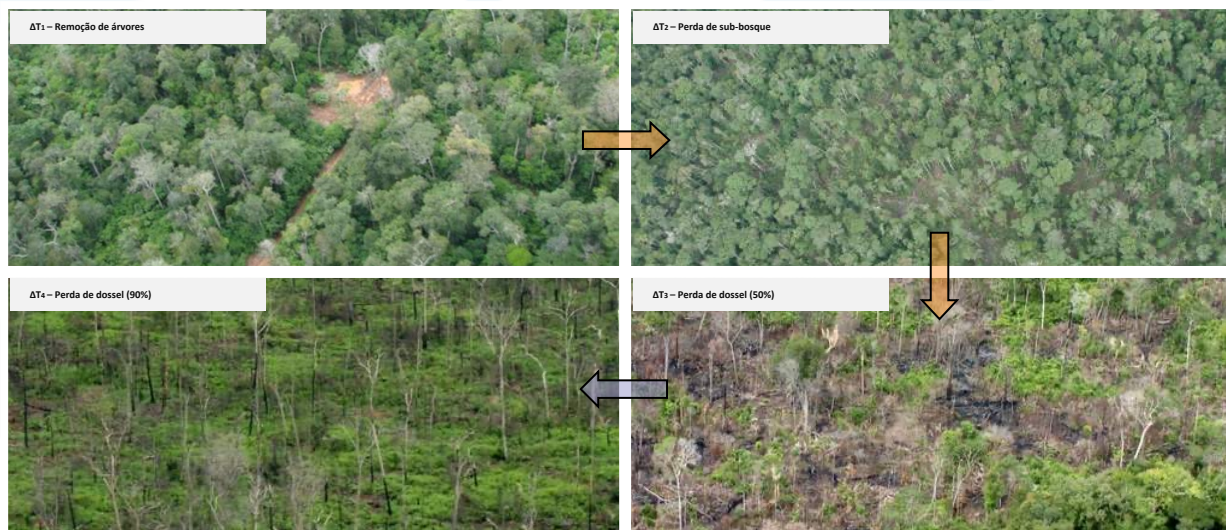 ΔT₁ – Remoção de árvores
ΔT₂ – Perda de sub-bosque
ΔT₄ – Perda de dossel (90%)
ΔT₃ – Perda de dossel (50%)